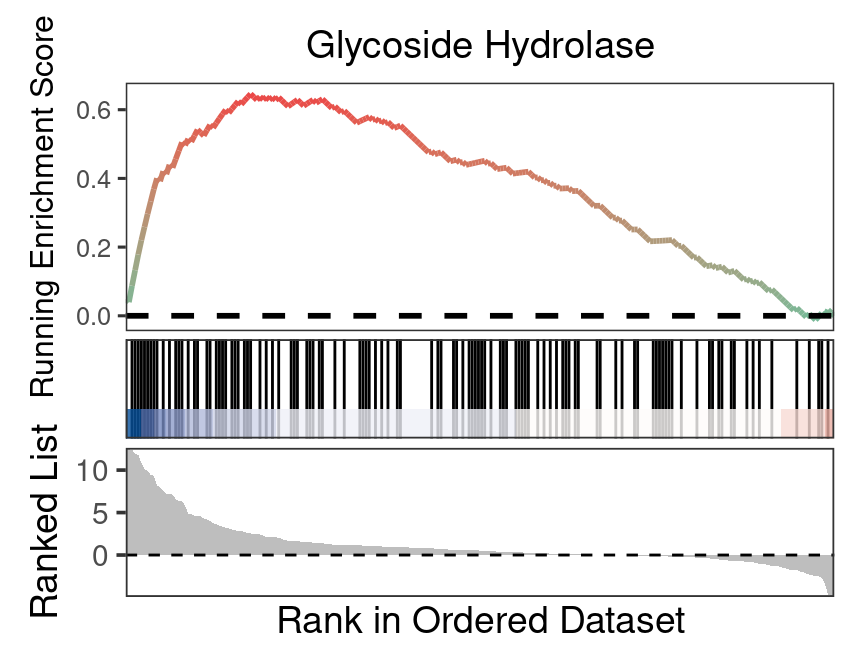 Glycoside Hydrolase
Running Enrichment Score
0.6
0.4
0.2
0.0
Ranked List
10
5
0
Rank in Ordered Dataset